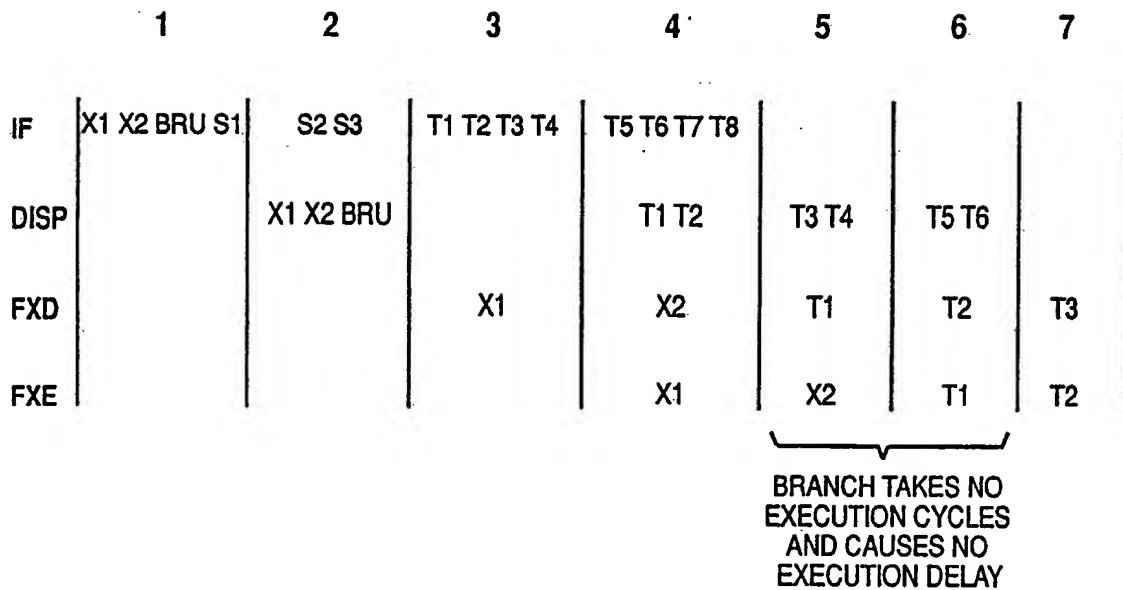 1 2 3 4 5 6 7
IF X1 X2 BRU S1 S2 S3 T1 T2 T3 T4 T5 T6 T7 T8
DISP X1 X2 BRU T1 T2 T3 T4 T5 T6
FXD X1 X2 T1 T2 T3
FXE X1 X2 T1 T2
BRANCH TAKES NO
EXECUTION CYCLES
AND CAUSES NO
EXECUTION DELAY